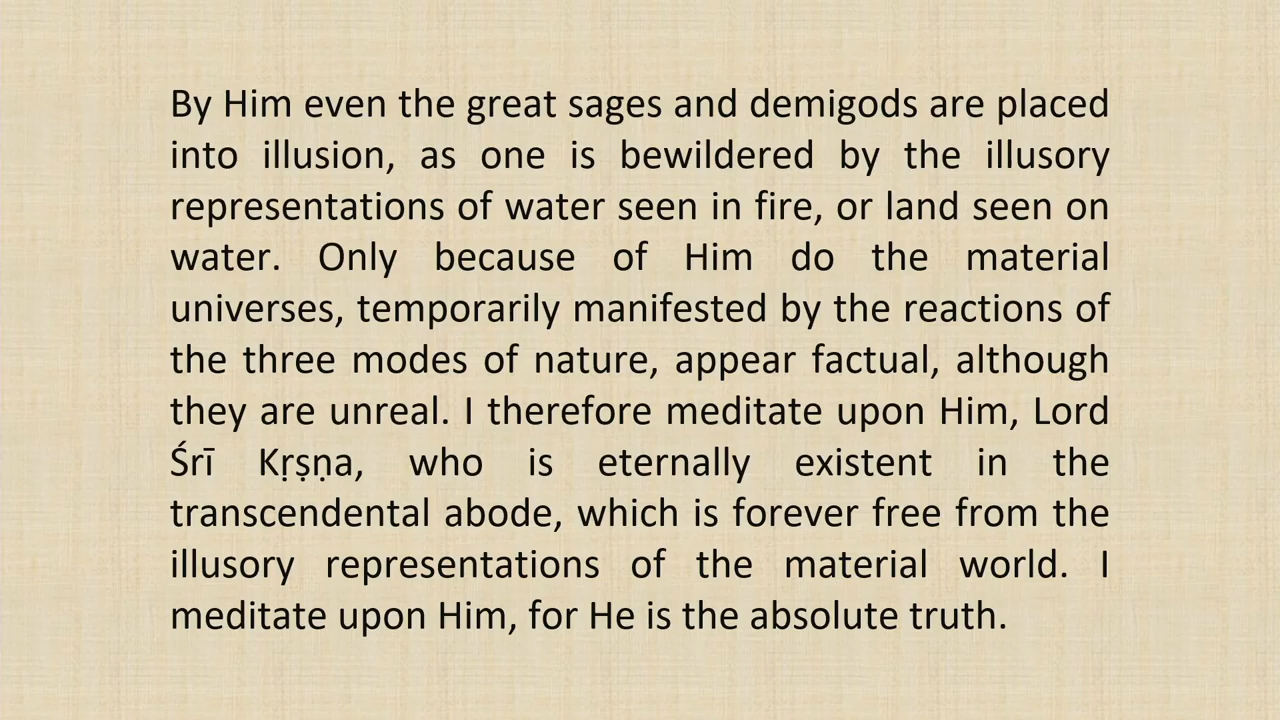 By Him even the great sages and demigods are placed
into illusion, as one is bewildered by the illusory
representations of water seen in fire, or land seen on
water. Only because of Him do the material
universes, temporarily manifested by the reactions of
the three modes of nature, appear factual, although
they are unreal. I therefore meditate upon Him, Lord
Śrī Kṛṣṇa, who is eternally existent in the
transcendental abode, which is forever free from the
illusory representations of the material world. I
meditate upon Him, for He is the absolute truth.